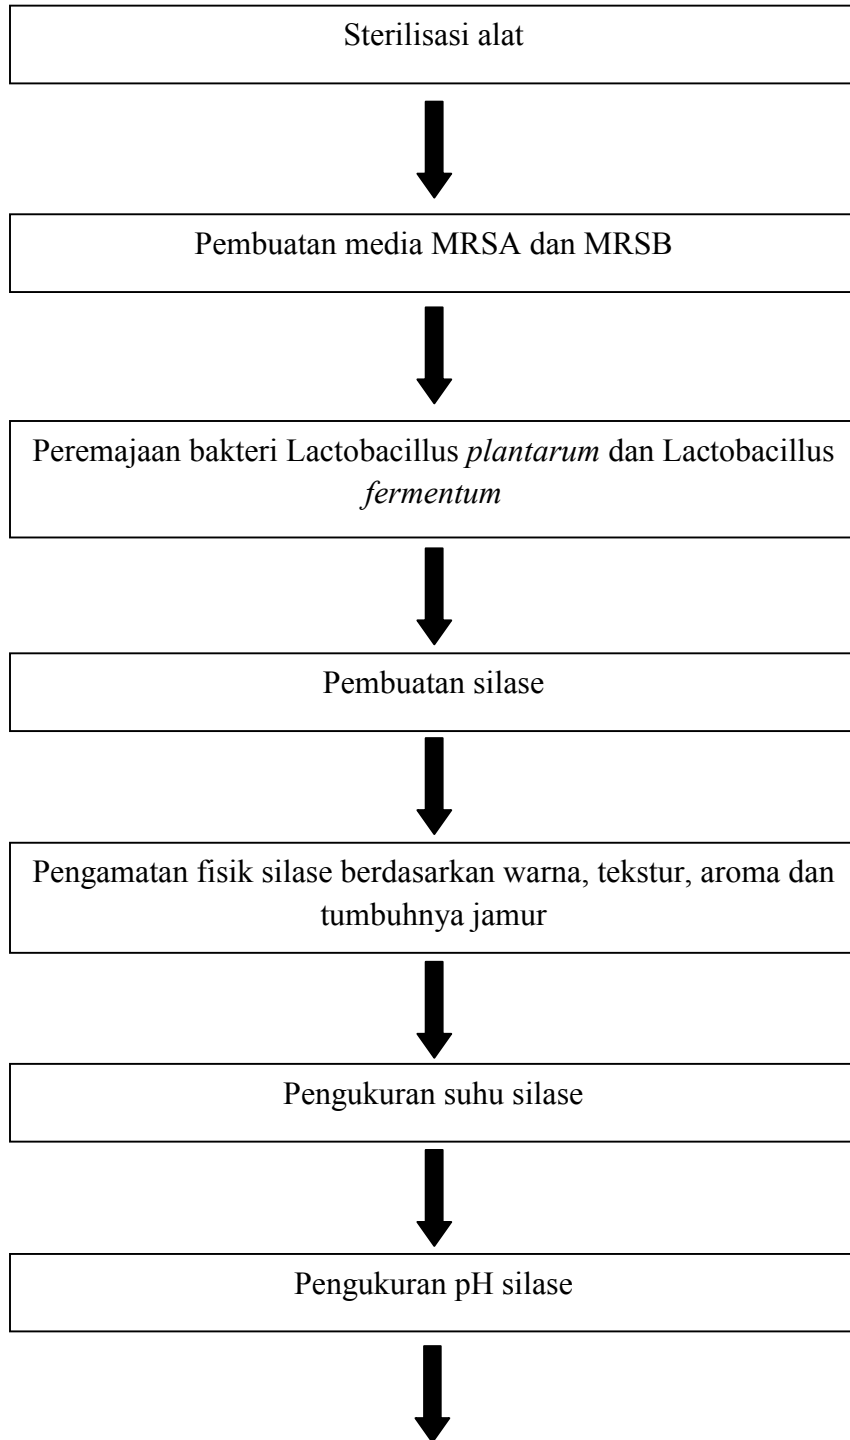 Sterilisasi alat
Pembuatan media MRSA dan MRSB
Peremajaan bakteri Lactobacillus plantarum dan Lactobacillus
fermentum
Pembuatan silase
Pengamatan fisik silase berdasarkan warna, tekstur, aroma dan
tumbuhnya jamur
Pengukuran suhu silase
Pengukuran pH silase